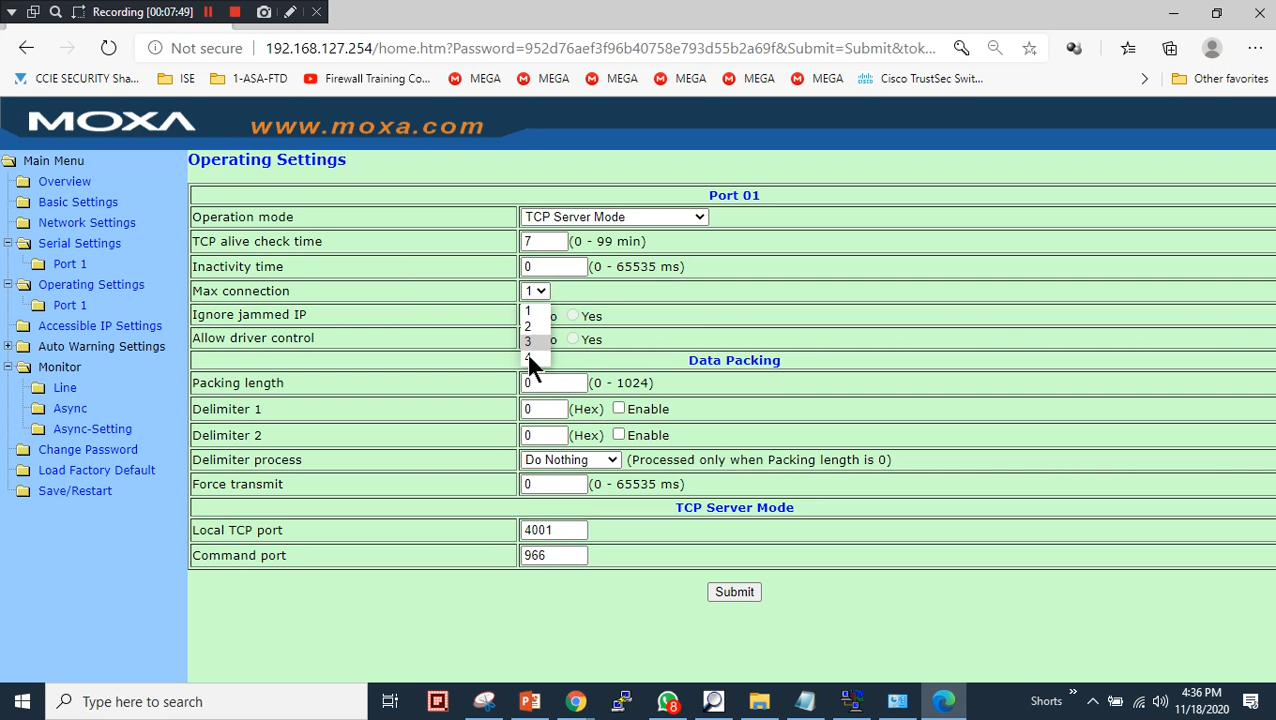 Recording [00:07:49]
Not secure 192.168.127.254/home.htm?Password=952d76aef3f96b40758e793d55b2a69f&Submit=Submit&tok...
CCIE SECURITY Sha... ISE 1-ASA-FTD Firewall Training Co... MEGA MEGA MEGA MEGA MEGA MEGA Cisco TrustSec Swit... Other favorites
MOXA www.moxa.com
Main Menu
Overview
Basic Settings
Network Settings
Serial Settings
Port 1
Operating Settings
Port 1
Accessible IP Settings
Auto Warning Settings
Monitor
Line
Async
Async-Setting
Change Password
Load Factory Default
Save/Restart
Operating Settings
Port 01
Operation mode TCP Server Mode
TCP alive check time 7 (0 - 99 min)
Inactivity time 0 (0 - 65535 ms)
Max connection 1
1
2
3
4
Ignore jammed IP o Yes
Allow driver control o Yes
Data Packing
Packing length 0 (0 - 1024)
Delimiter 1 0 (Hex) Enable
Delimiter 2 0 (Hex) Enable
Delimiter process Do Nothing (Processed only when Packing length is 0)
Force transmit 0 (0 - 65535 ms)
TCP Server Mode
Local TCP port 4001
Command port 966
Submit
Type here to search
8
Shorts
4:36 PM
11/18/2020